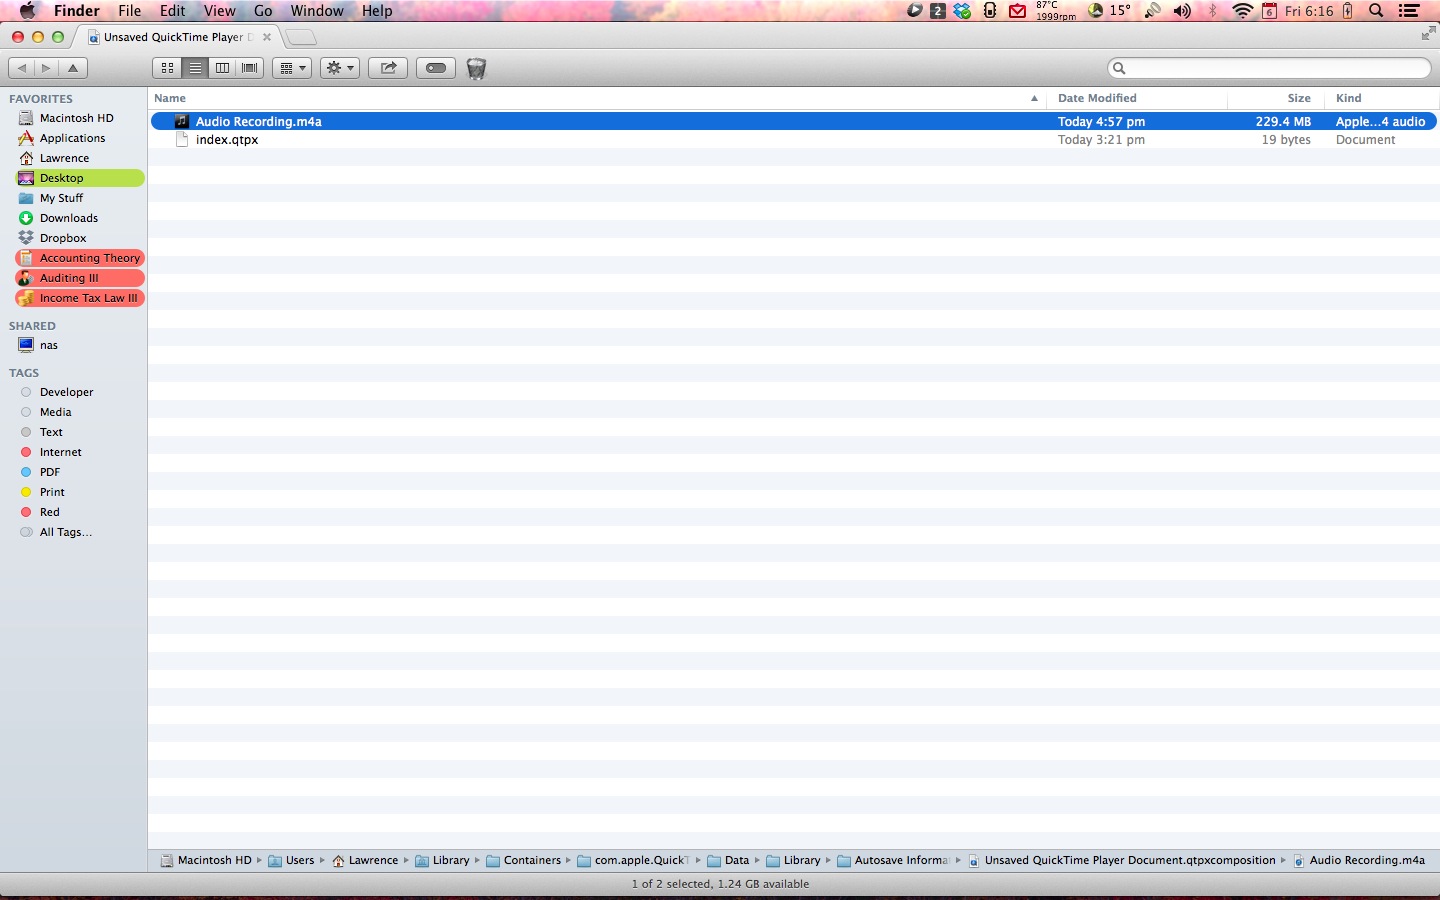 Finder File Edit View Go Window Help 2 87°C 1999rpm 15° 6 Fri 6:16
Unsaved QuickTime Player D
FAVORITES
Macintosh HD
Applications
Lawrence
Desktop
My Stuff
Downloads
Dropbox
Accounting Theory
Auditing III
Income Tax Law III
SHARED
nas
TAGS
Developer
Media
Text
Internet
PDF
Print
Red
All Tags...
Name Date Modified Size Kind
Audio Recording.m4a Today 4:57 pm 229.4 MB Apple...4 audio
index.qtpx Today 3:21 pm 19 bytes Document
Macintosh HD Users Lawrence Library Containers com.apple.QuickT Data Library Autosave Informa Unsaved QuickTime Player Document.qtpxcomposition Audio Recording.m4a
1 of 2 selected, 1.24 GB available